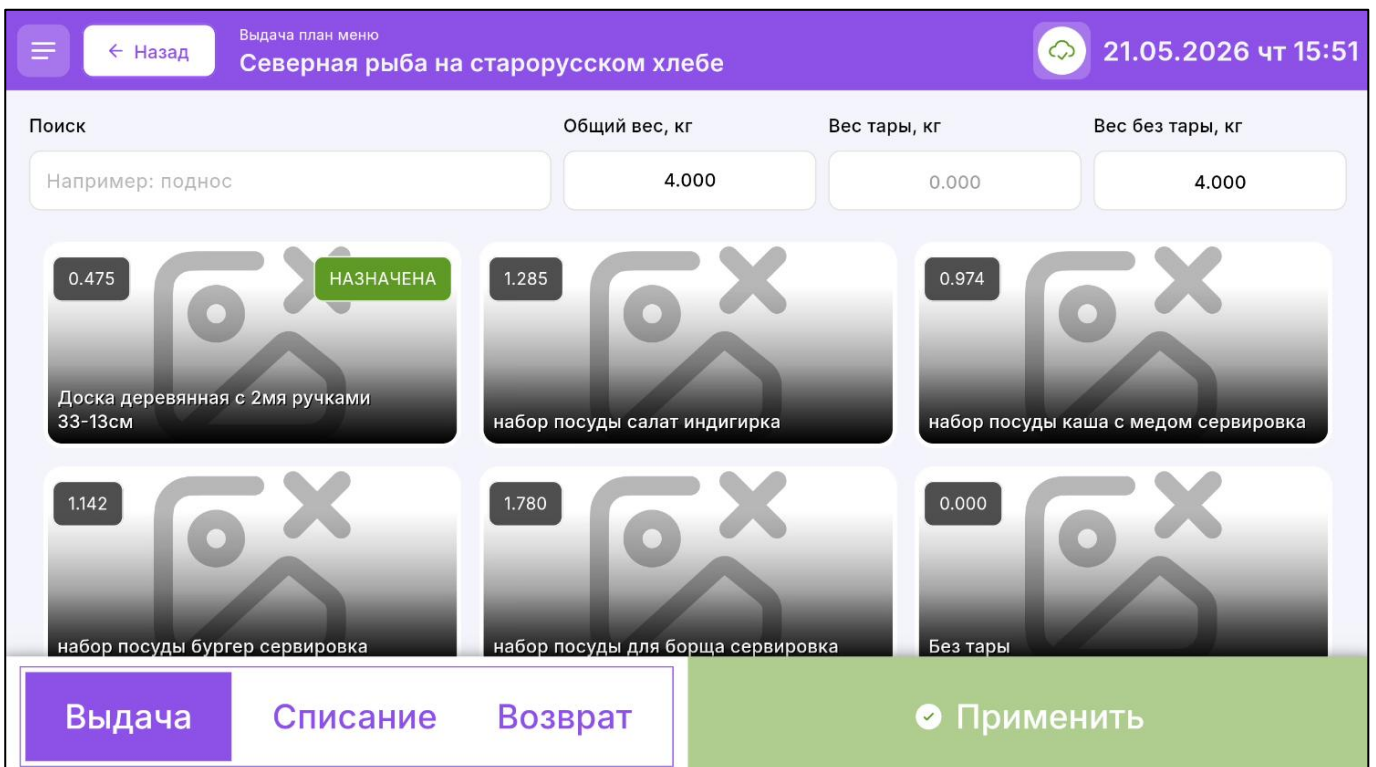 Назад
Выдача план меню
Северная рыба на старорусском хлебе
21.05.2026 чт 15:51
Поиск
Общий вес, кг
Вес тары, кг
Вес без тары, кг
Например: поднос
4.000
0.000
4.000
0.475
НАЗНАЧЕНА
1.285
0.974
Доска деревянная с 2мя ручками
33-13см
набор посуды салат индигирка
набор посуды каша с медом сервировка
1.142
1.780
0.000
набор посуды бургер сервировка
набор посуды для борща сервировка
Без тары
Выдача
Списание
Возврат
Применить